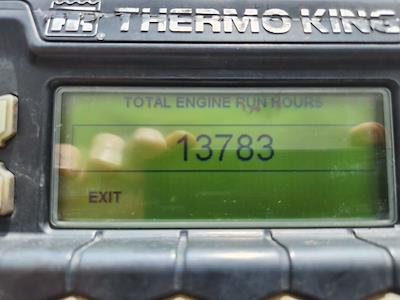 THERMO KING
TOTAL ENGINE RUN HOURS
13783
EXIT